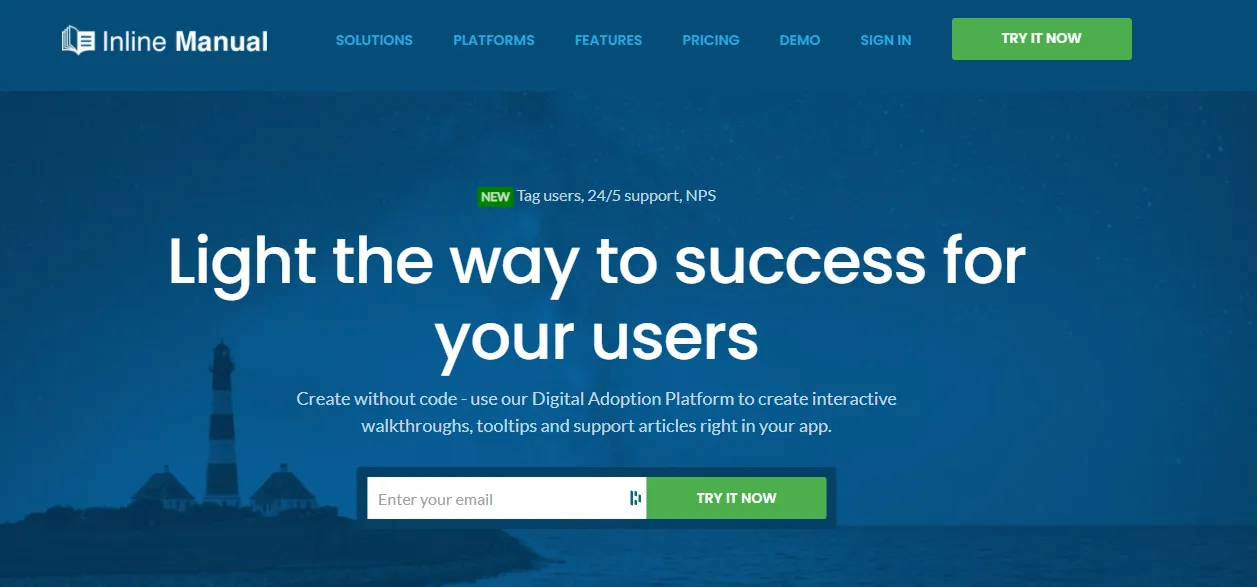 Inline Manual
SOLUTIONS
PLATFORMS
FEATURES
PRICING
DEMO
SIGN IN
TRY IT NOW
NEW Tag users, 24/5 support, NPS
Light the way to success for
your users
Create without code - use our Digital Adoption Platform to create interactive
walkthroughs, tooltips and support articles right in your app.
Enter your email
TRY IT NOW